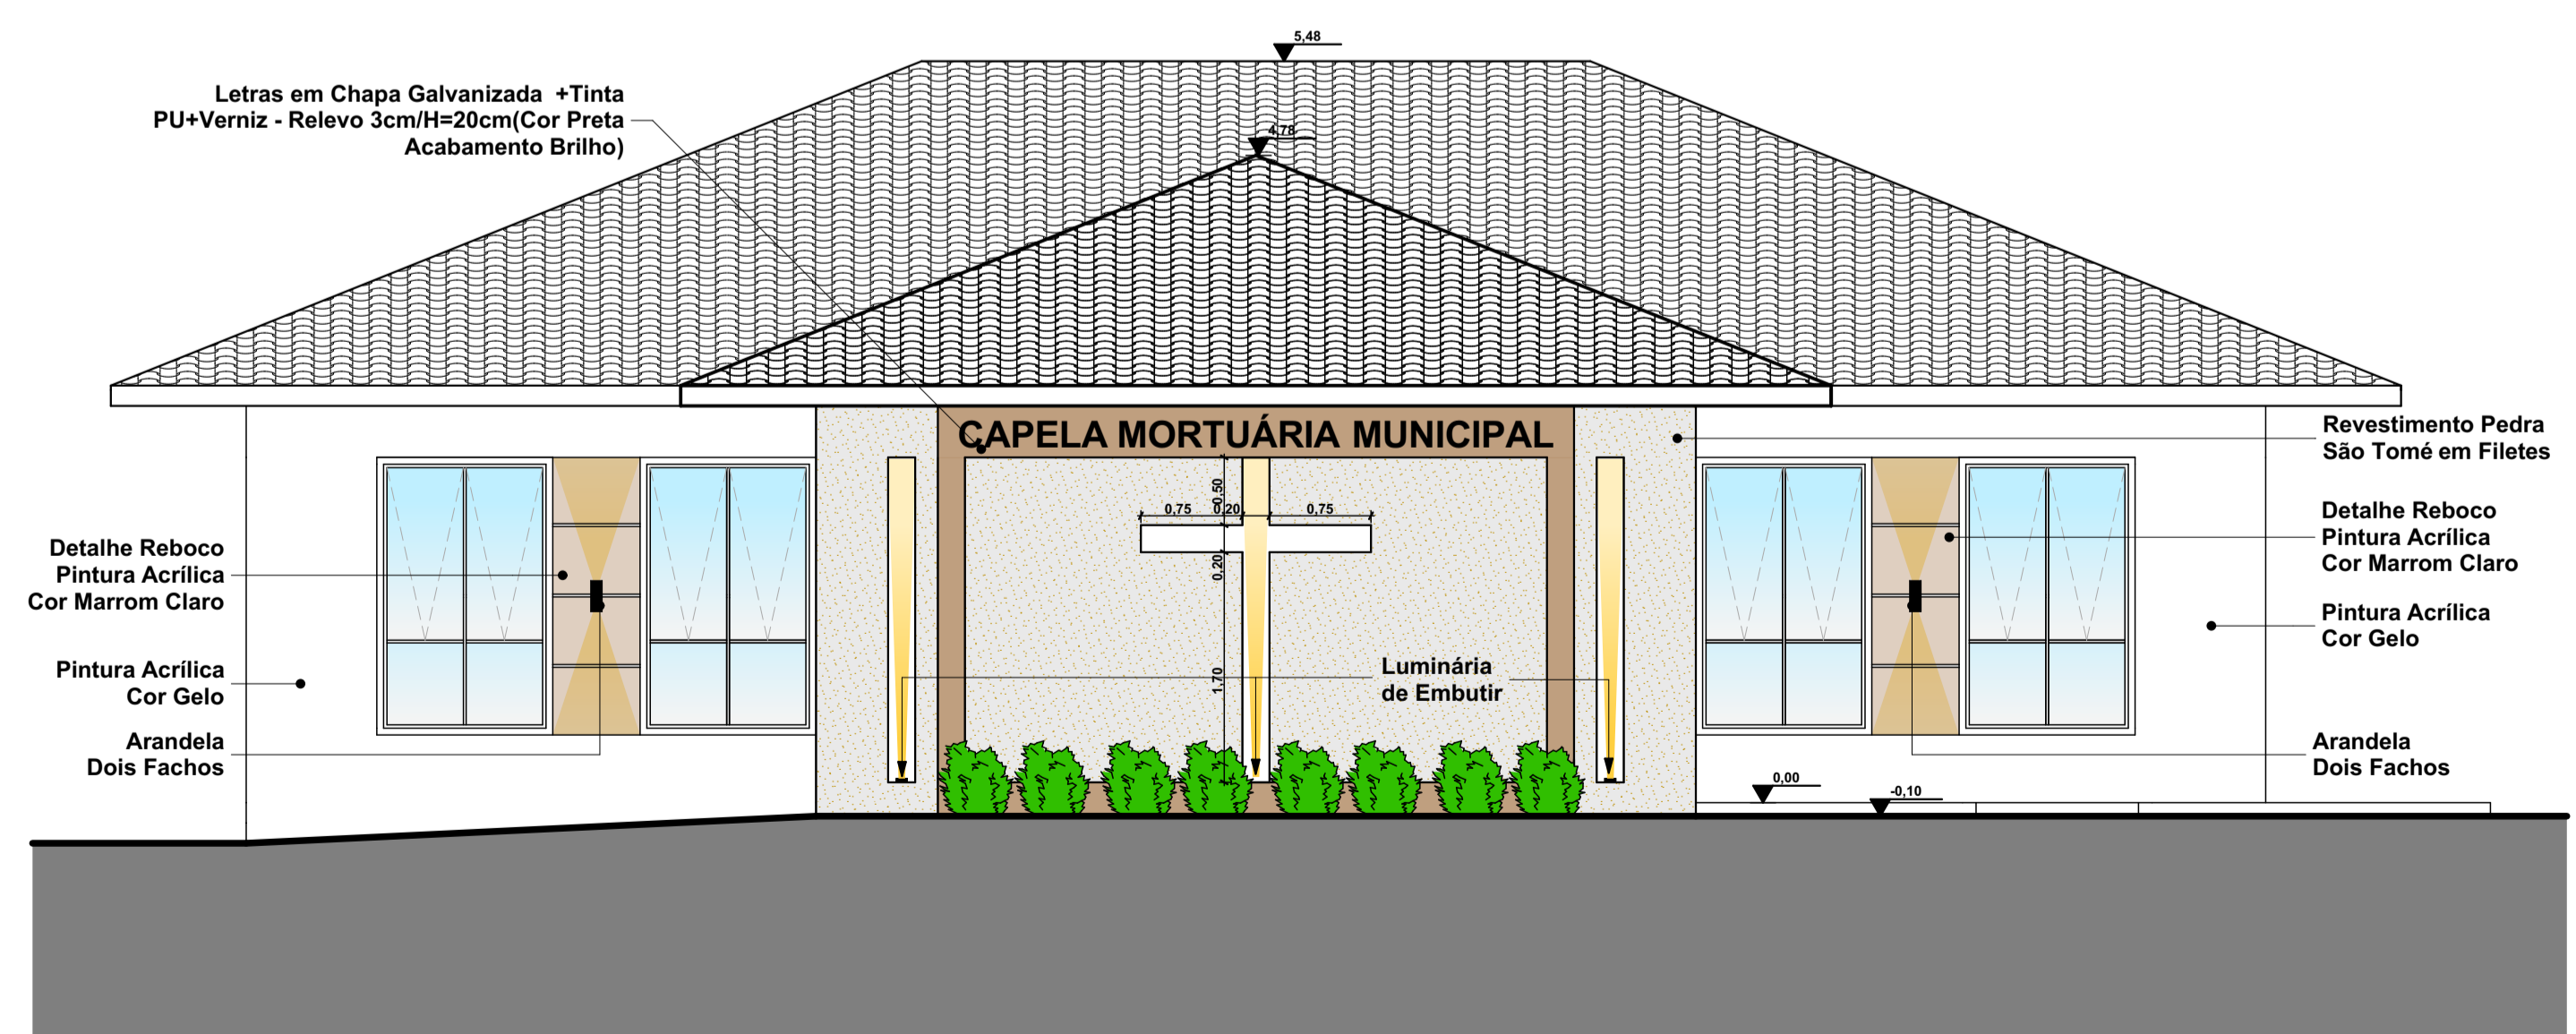 5,48
Letras em Chapa Galvanizada +Tinta
PU+Verniz - Relevo 3cm/H=20cm(Cor Preta
Acabamento Brilho)
4,78
CAPELA MORTUÁRIA MUNICIPAL
Revestimento Pedra
São Tomé em Filetes
0,50
0,75
0,20
0,75
0,20
1,70
Detalhe Reboco
Pintura Acrílica
Cor Marrom Claro
Pintura Acrílica
Cor Gelo
Arandela
Dois Fachos
Luminária
de Embutir
Detalhe Reboco
Pintura Acrílica
Cor Marrom Claro
Pintura Acrílica
Cor Gelo
Arandela
Dois Fachos
0,00
-0,10